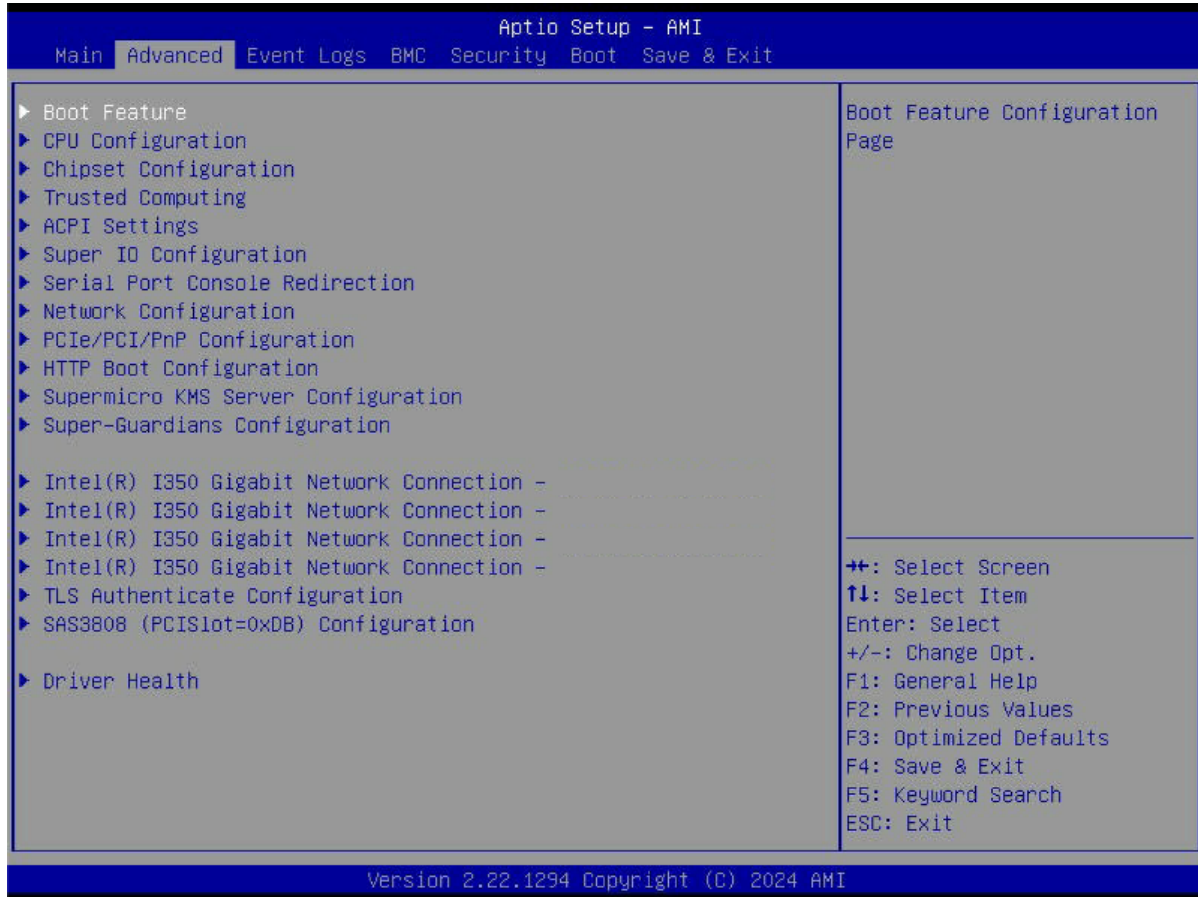 Aptio Setup – AMI
Main Advanced Event Logs BMC Security Boot Save & Exit
▶ Boot Feature
▶ CPU Configuration
▶ Chipset Configuration
▶ Trusted Computing
▶ ACPI Settings
▶ Super IO Configuration
▶ Serial Port Console Redirection
▶ Network Configuration
▶ PCIe/PCI/PnP Configuration
▶ HTTP Boot Configuration
▶ Supermicro KMS Server Configuration
▶ Super-Guardians Configuration
▶ Intel(R) I350 Gigabit Network Connection –
▶ Intel(R) I350 Gigabit Network Connection –
▶ Intel(R) I350 Gigabit Network Connection –
▶ Intel(R) I350 Gigabit Network Connection –
▶ TLS Authenticate Configuration
▶ SAS3808 (PCISlot=0xDB) Configuration
▶ Driver Health
Boot Feature Configuration
Page
→←: Select Screen
↑↓: Select Item
Enter: Select
+/-: Change Opt.
F1: General Help
F2: Previous Values
F3: Optimized Defaults
F4: Save & Exit
F5: Keyword Search
ESC: Exit
Version 2.22.1294 Copyright (C) 2024 AMI